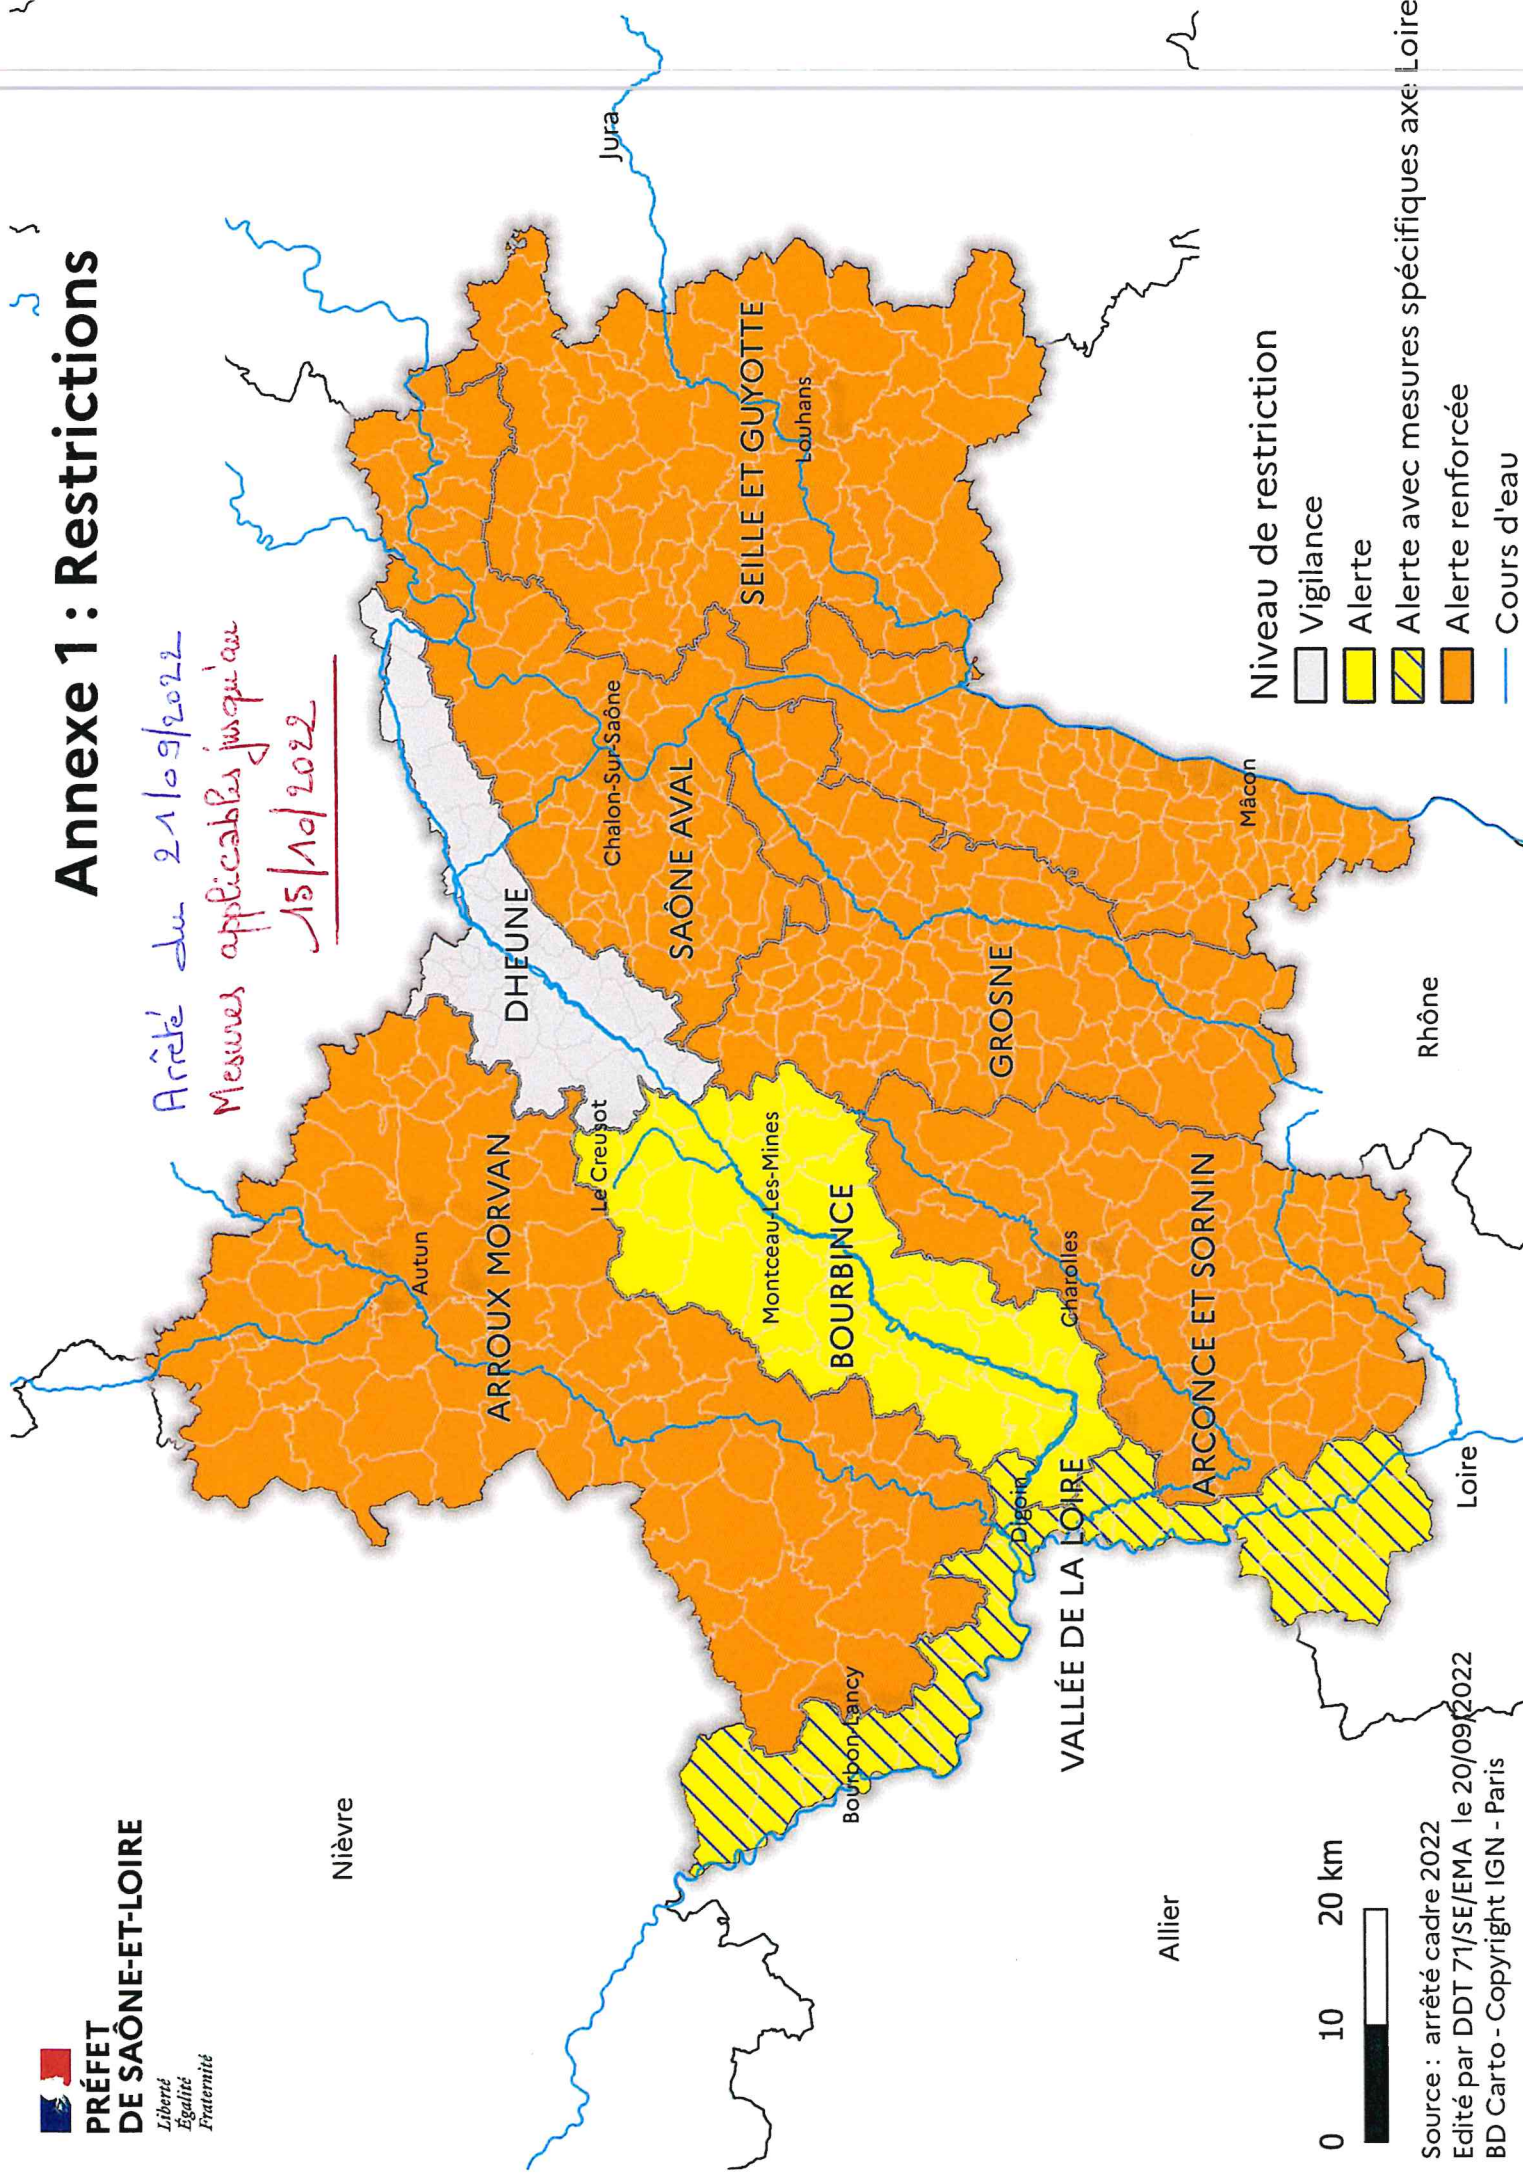 PRÉFET
DE SAÔNE-ET-LOIRE
Liberté
Égalité
Fraternité
Annexe 1 : Restrictions
Arrêté du 21/09/2022
Mesures applicables jusqu'au
15/10/2022
Nièvre
Jura
Autun
ARROUX MORVAN
DHEUNE
Le Creusot
Chalon-Sur-Saône
SAÔNE AVAL
SEILLE ET GUYOTTE
Louhans
Montceau-Les-Mines
BOURBINCE
Bourbon-Lancy
GROSNE
Digoin
Charolles
VALLÉE DE LA LOIRE
ARCONCE ET SORNIN
Mâcon
Allier
Loire
Rhône
Niveau de restriction
Vigilance
Alerte
Alerte avec mesures spécifiques axe Loire
Alerte renforcée
Cours d'eau
0 10 20 km
Source : arrêté cadre 2022
Edité par DDT 71/SE/EMA le 20/09/2022
BD Carto - Copyright IGN - Paris